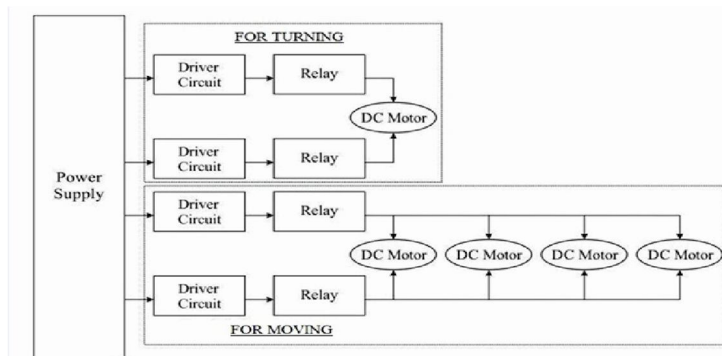 FOR TURNING
Driver
Circuit
Relay
DC Motor
Driver
Circuit
Relay
Power
Supply
Driver
Circuit
Relay
DC Motor
DC Motor
DC Motor
DC Motor
Driver
Circuit
Relay
FOR MOVING